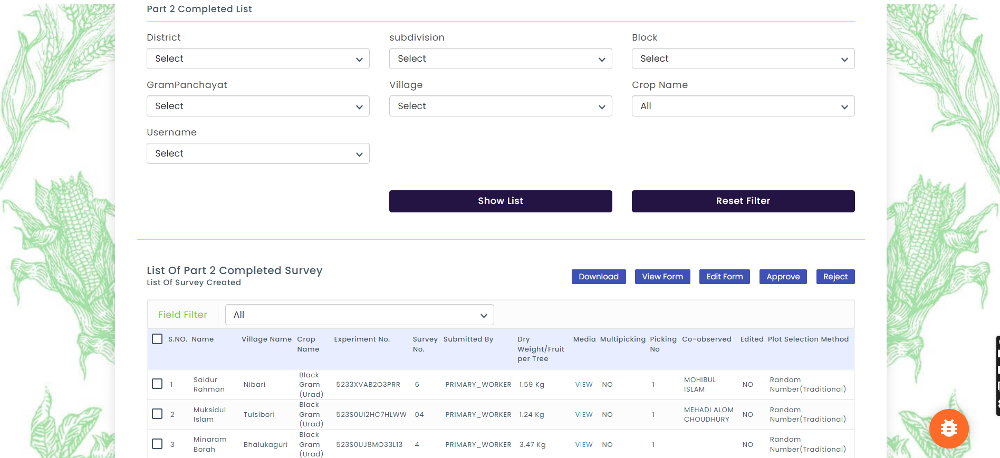 Part 2 Completed List
District subdivision Block
Select Select Select
GramPanchayat Village Crop Name
Select Select All
Username
Select
Show List Reset Filter
List Of Part 2 Completed Survey
List Of Survey Created
Download View Form Edit Form Approve Reject
Field Filter All
S.NO. Name Village Name Crop Name Experiment No. Survey No. Submitted By Dry Weight/Fruit per Tree Media Multipicking Picking No Co-observed Edited Plot Selection Method
1 Saidur Rahman Nibari Black Gram (Urad) 5233XVAB2O3PRR 6 PRIMARY_WORKER 1.59 Kg VIEW NO 1 MOHIBUL ISLAM NO Random Number(Traditional)
2 Muksidul Islam Tulsibori Black Gram (Urad) 523S0UI2HC7HLWW 04 PRIMARY_WORKER 1.24 Kg VIEW NO 1 MEHADI ALOM CHOUDHURY NO Random Number(Traditional)
3 Minaram Borah Bhalukaguri Black Gram (Urad) 523S0UJ8MO33L13 4 PRIMARY_WORKER 3.47 Kg VIEW NO 1 NO Random Number(Traditional)